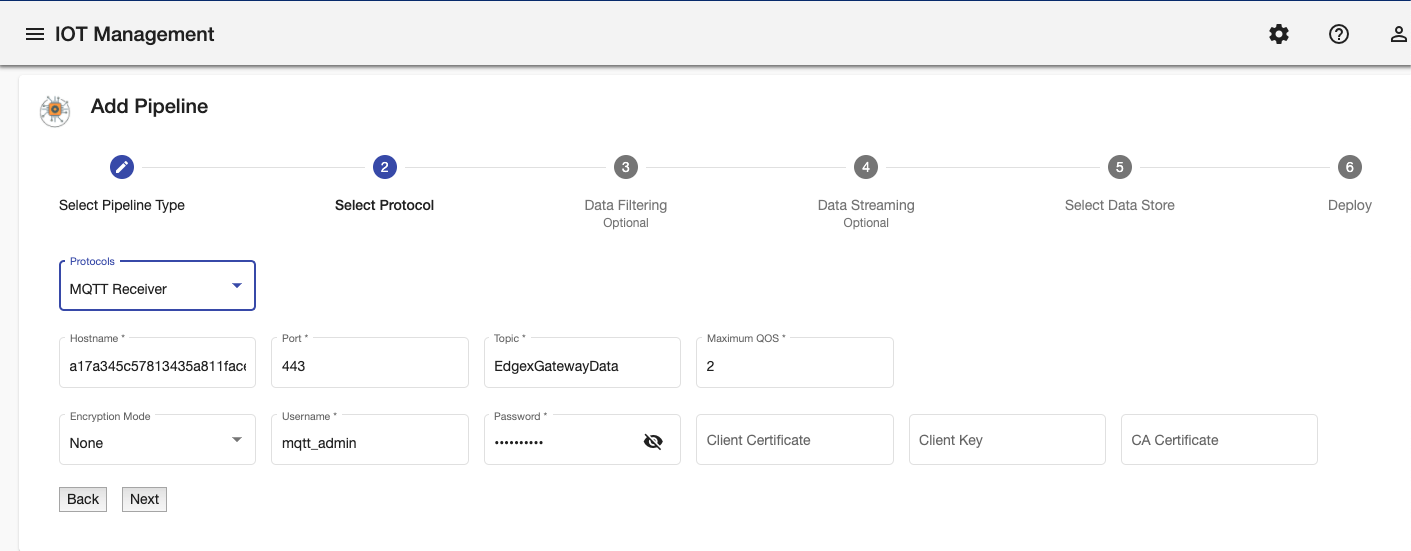 IOT Management
Add Pipeline
2
3
4
5
6
Select Pipeline Type
Select Protocol
Data Filtering
Optional
Data Streaming
Optional
Select Data Store
Deploy
Protocols
MQTT Receiver
Hostname *
a17a345c57813435a811face
Port *
443
Topic *
EdgexGatewayData
Maximum QOS *
2
Encryption Mode
None
Username *
mqtt_admin
Password *
••••••••••
Client Certificate
Client Key
CA Certificate
Back
Next